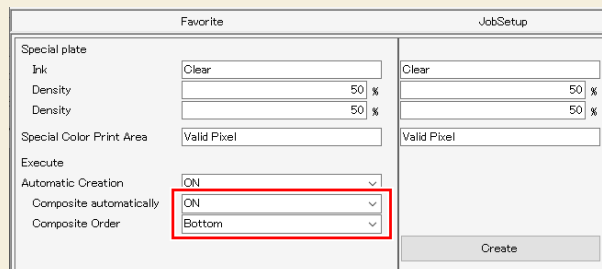 Favorite JobSetup
Special plate
Ink Clear Clear
Density 50 % 50 %
Density 50 % 50 %
Special Color Print Area Valid Pixel Valid Pixel
Execute
Automatic Creation ON
Composite automatically ON
Composite Order Bottom
Create